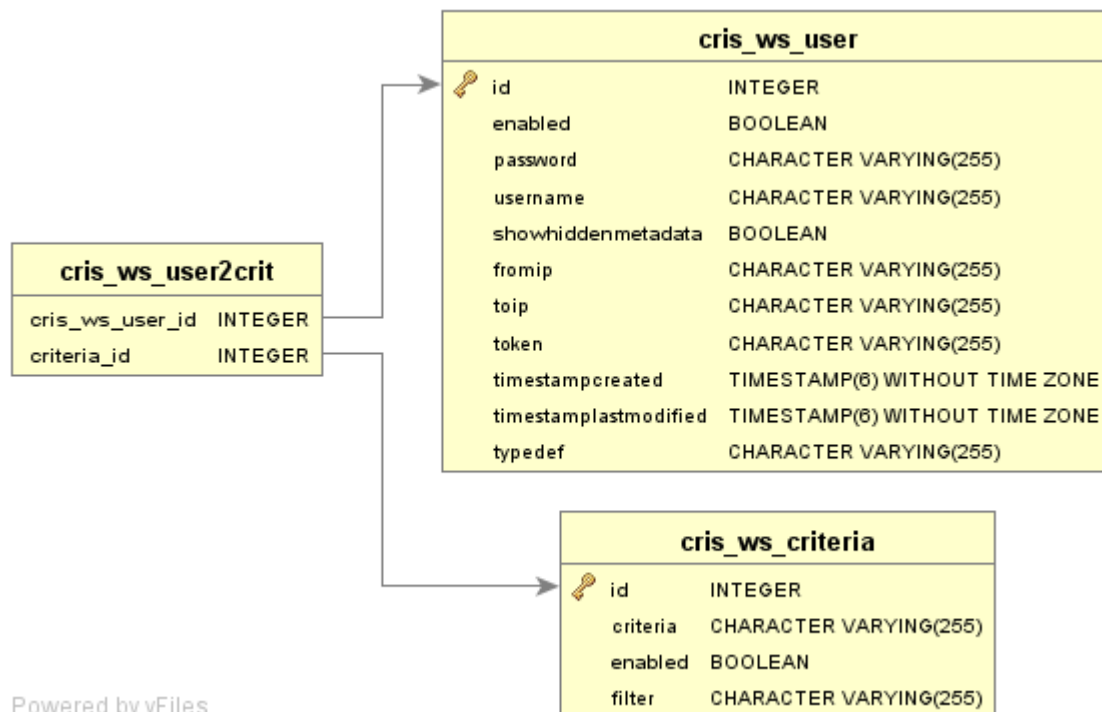 cris_ws_user
id INTEGER
enabled BOOLEAN
password CHARACTER VARYING(255)
username CHARACTER VARYING(255)
showhiddenmetadata BOOLEAN
fromip CHARACTER VARYING(255)
toip CHARACTER VARYING(255)
token CHARACTER VARYING(255)
timestampcreated TIMESTAMP(6) WITHOUT TIME ZONE
timestamplastmodified TIMESTAMP(6) WITHOUT TIME ZONE
typedef CHARACTER VARYING(255)
cris_ws_user2crit
cris_ws_user_id INTEGER
criteria_id INTEGER
cris_ws_criteria
id INTEGER
criteria CHARACTER VARYING(255)
enabled BOOLEAN
filter CHARACTER VARYING(255)
Powered by yFiles